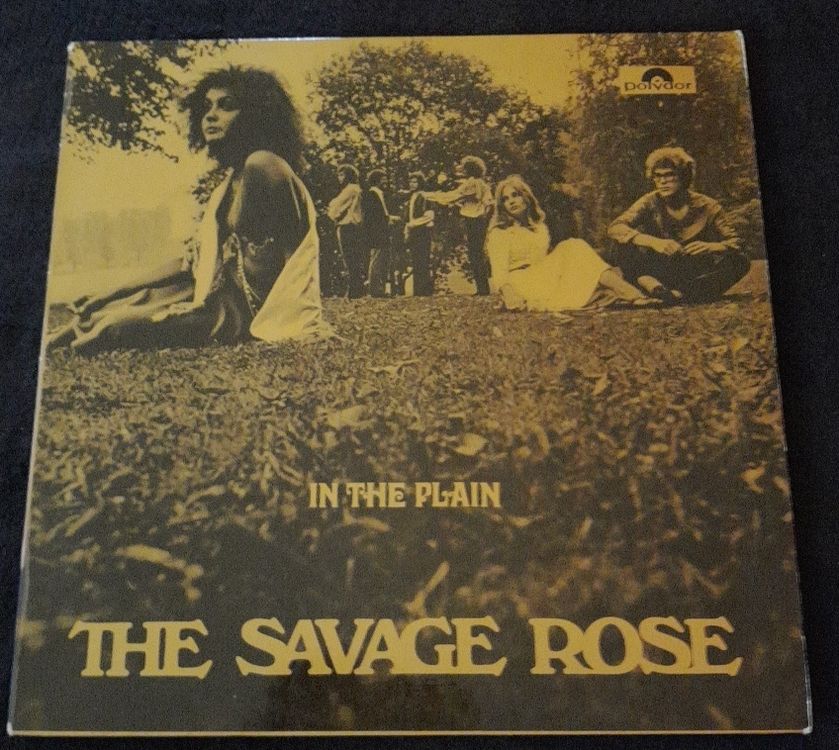 polydor
IN THE PLAIN
THE SAVAGE ROSE